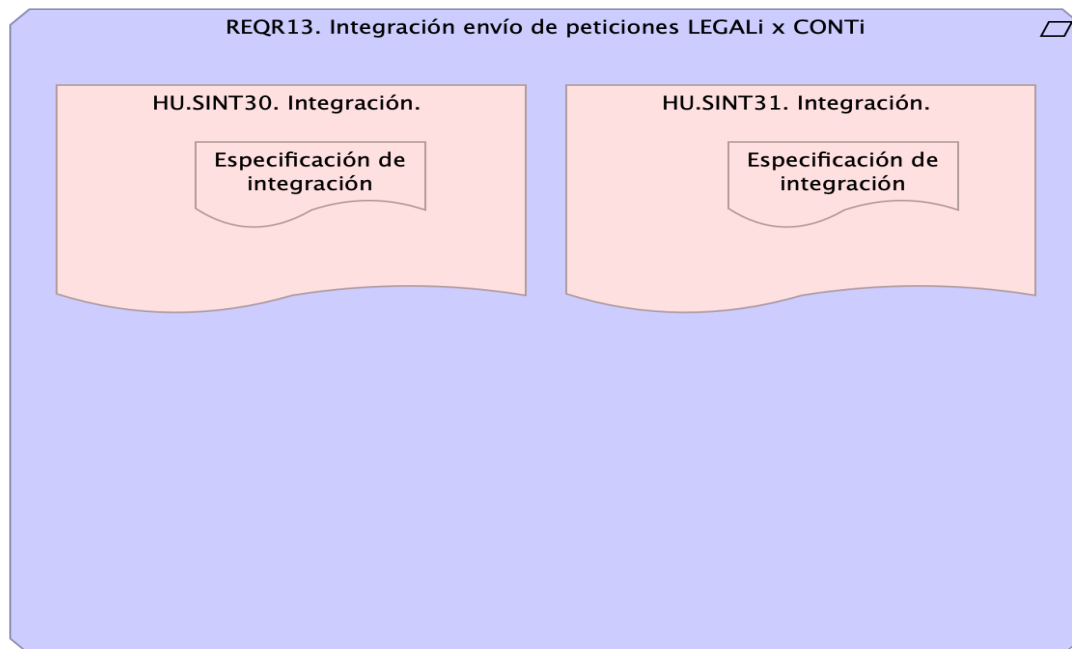 REQR13. Integración envío de peticiones LEGALi x CONTi
HU.SINT30. Integración.
Especificación de
integración
HU.SINT31. Integración.
Especificación de
integración